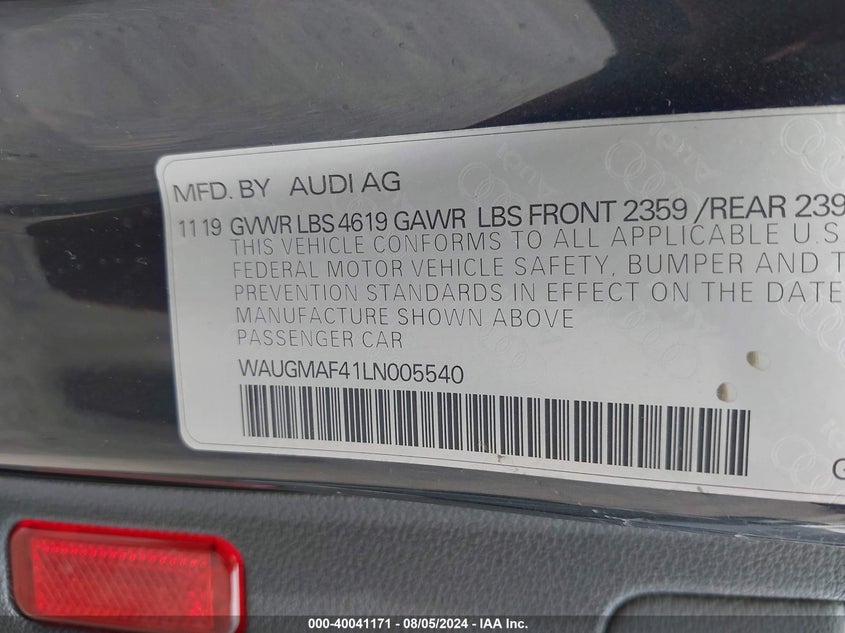 MFD. BY AUDI AG
11 19 GVWR LBS 4619 GAWR LBS FRONT 2359 /REAR 239
THIS VEHICLE CONFORMS TO ALL APPLICABLE U.S
FEDERAL MOTOR VEHICLE SAFETY, BUMPER AND T
PREVENTION STANDARDS IN EFFECT ON THE DATE
MANUFACTURE SHOWN ABOVE
PASSENGER CAR
WAUGMAF41LN005540
G
000-40041171 - 08/05/2024 - IAA Inc.